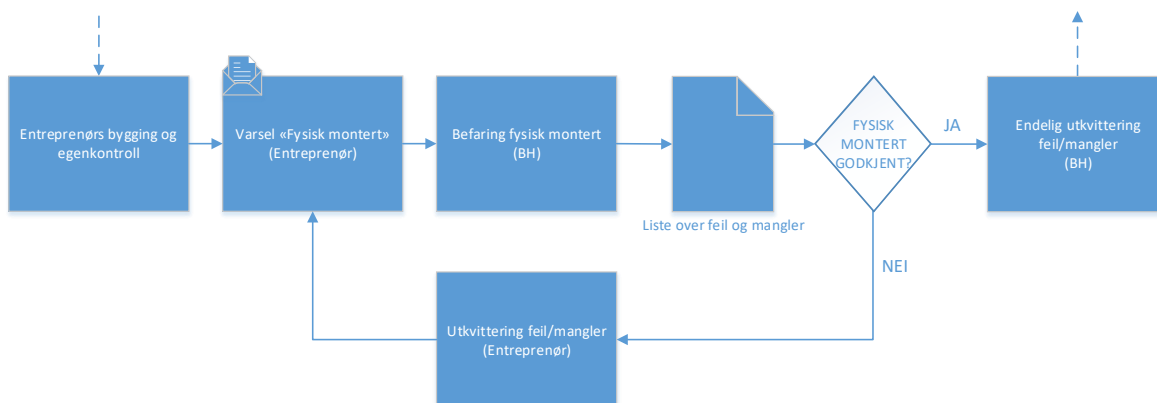 Entreprenørs bygging og
egenkontroll
Varsel «Fysisk montert»
(Entreprenør)
Befaring fysisk montert
(BH)
Liste over feil og mangler
FYSISK
MONTERT
GODKJENT?
JA
Endelig utkvittering
feil/mangler
(BH)
NEI
Utkvittering feil/mangler
(Entreprenør)